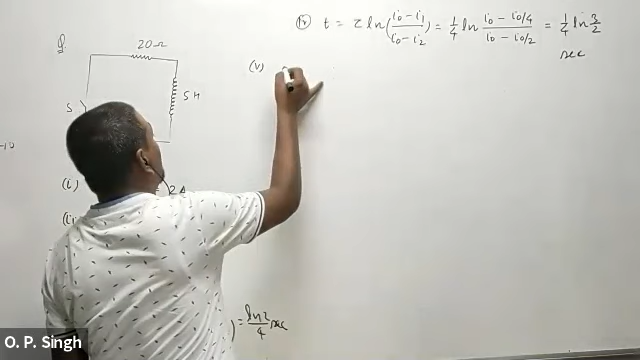 Q.
20 Ω
5 H
S
(i)
2A
= ln2/4 sec
(iv) t = τ ln(i₀-i₁/i₀-i₂) = 1/4 ln i₀ - i₀/4 / i₀ - i₀/2 = 1/4 ln 3/2
sec
(v)
O. P. Singh